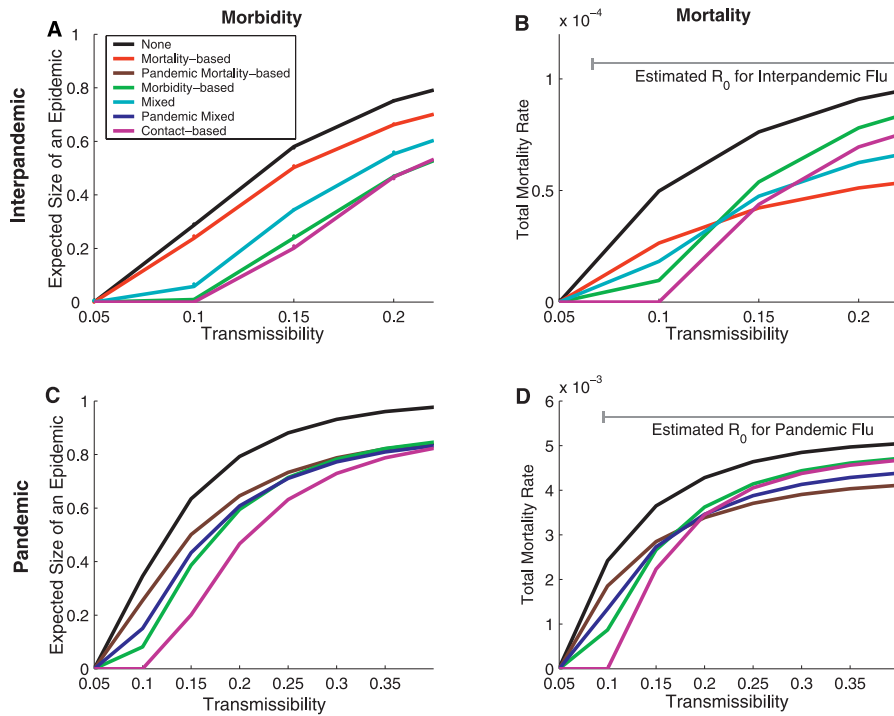 Morbidity
Mortality
Interpandemic
Pandemic
A
None
Mortality−based
Pandemic Mortality−based
Morbidity−based
Mixed
Pandemic Mixed
Contact−based
Expected Size of an Epidemic
1
0.8
0.6
0.4
0.2
0
0.05
0.1
0.15
0.2
Transmissibility
B
x 10−4
Estimated R0 for Interpandemic Flu
Total Mortality Rate
1
0.5
0
0.05
0.1
0.15
0.2
Transmissibility
C
Expected Size of an Epidemic
1
0.8
0.6
0.4
0.2
0
0.05
0.1
0.15
0.2
0.25
0.3
0.35
Transmissibility
D
x 10−3
Estimated R0 for Pandemic Flu
Total Mortality Rate
6
5
4
3
2
1
0
0.05
0.1
0.15
0.2
0.25
0.3
0.35
Transmissibility